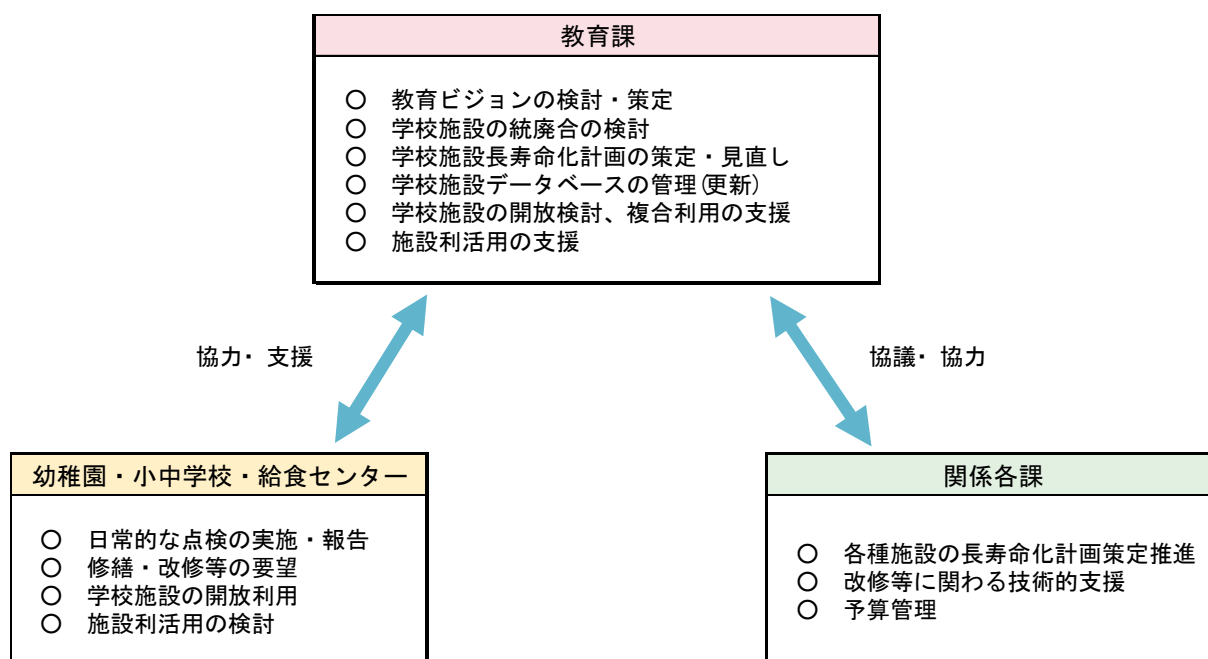 教育課
○ 教育ビジョンの検討・策定
○ 学校施設の統廃合の検討
○ 学校施設長寿命化計画の策定・見直し
○ 学校施設データベースの管理(更新)
○ 学校施設の開放検討、複合利用の支援
○ 施設利活用の支援
協力・ 支援
協議・ 協力
幼稚園・小中学校・給食センター
○ 日常的な点検の実施・報告
○ 修繕・改修等の要望
○ 学校施設の開放利用
○ 施設利活用の検討
関係各課
○ 各種施設の長寿命化計画策定推進
○ 改修等に関わる技術的支援
○ 予算管理